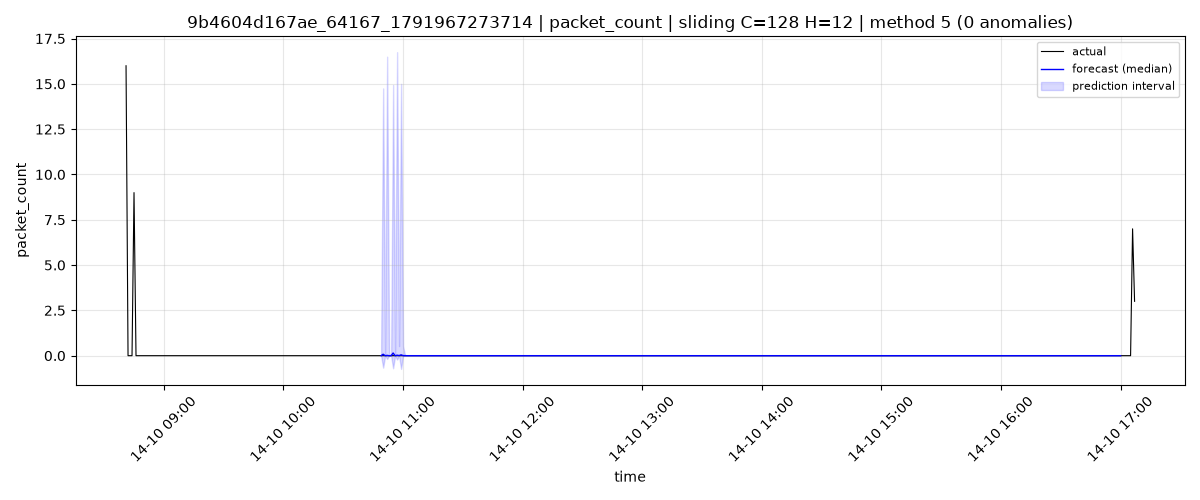 9b4604d167ae_64167_1791967273714 | packet_count | sliding C=128 H=12 | method 5 (0 anomalies)
17.5
15.0
12.5
10.0
7.5
5.0
2.5
0.0
packet_count
actual
forecast (median)
prediction interval
14-10 09:00
14-10 10:00
14-10 11:00
14-10 12:00
14-10 13:00
14-10 14:00
14-10 15:00
14-10 16:00
14-10 17:00
time